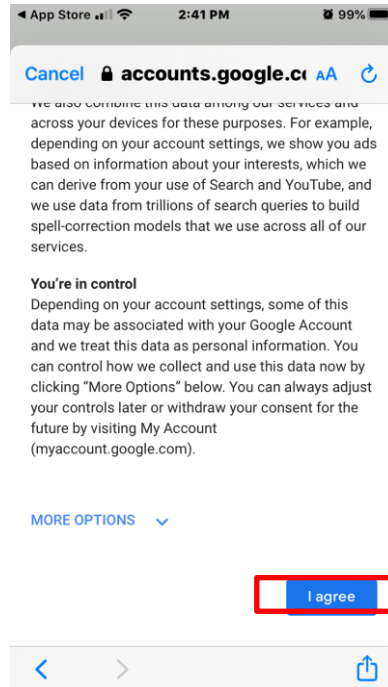 App Store 2:41 PM 99%
Cancel accounts.google.c AA
We also combine this data among our services and
across your devices for these purposes. For example,
depending on your account settings, we show you ads
based on information about your interests, which we
can derive from your use of Search and YouTube, and
we use data from trillions of search queries to build
spell-correction models that we use across all of our
services.
You're in control
Depending on your account settings, some of this
data may be associated with your Google Account
and we treat this data as personal information. You
can control how we collect and use this data now by
clicking “More Options” below. You can always adjust
your controls later or withdraw your consent for the
future by visiting My Account
(myaccount.google.com).
MORE OPTIONS
I agree